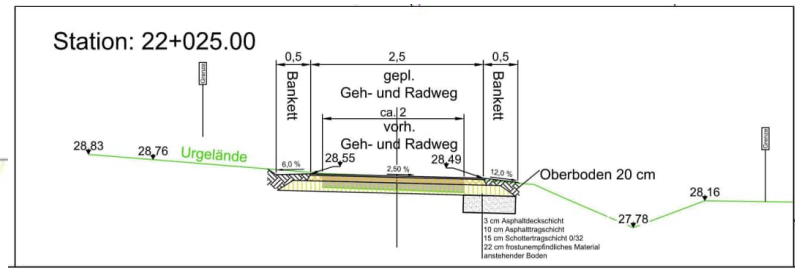 Station: 22+025.00
0,5
2,5
0,5
Grenze
Bankett
gepl.
Geh- und Radweg
Bankett
ca. 2
vorh.
Geh- und Radweg
Grenze
28,83
28,76
Urgelände
28,55
28,49
6,0 %
2,50 %
12,0 %
Oberboden 20 cm
28,16
27,78
3 cm Asphaltdeckschicht
10 cm Asphalttragschicht
15 cm Schottertragschicht 0/32
22 cm frostunempfindliches Material
anstehender Boden